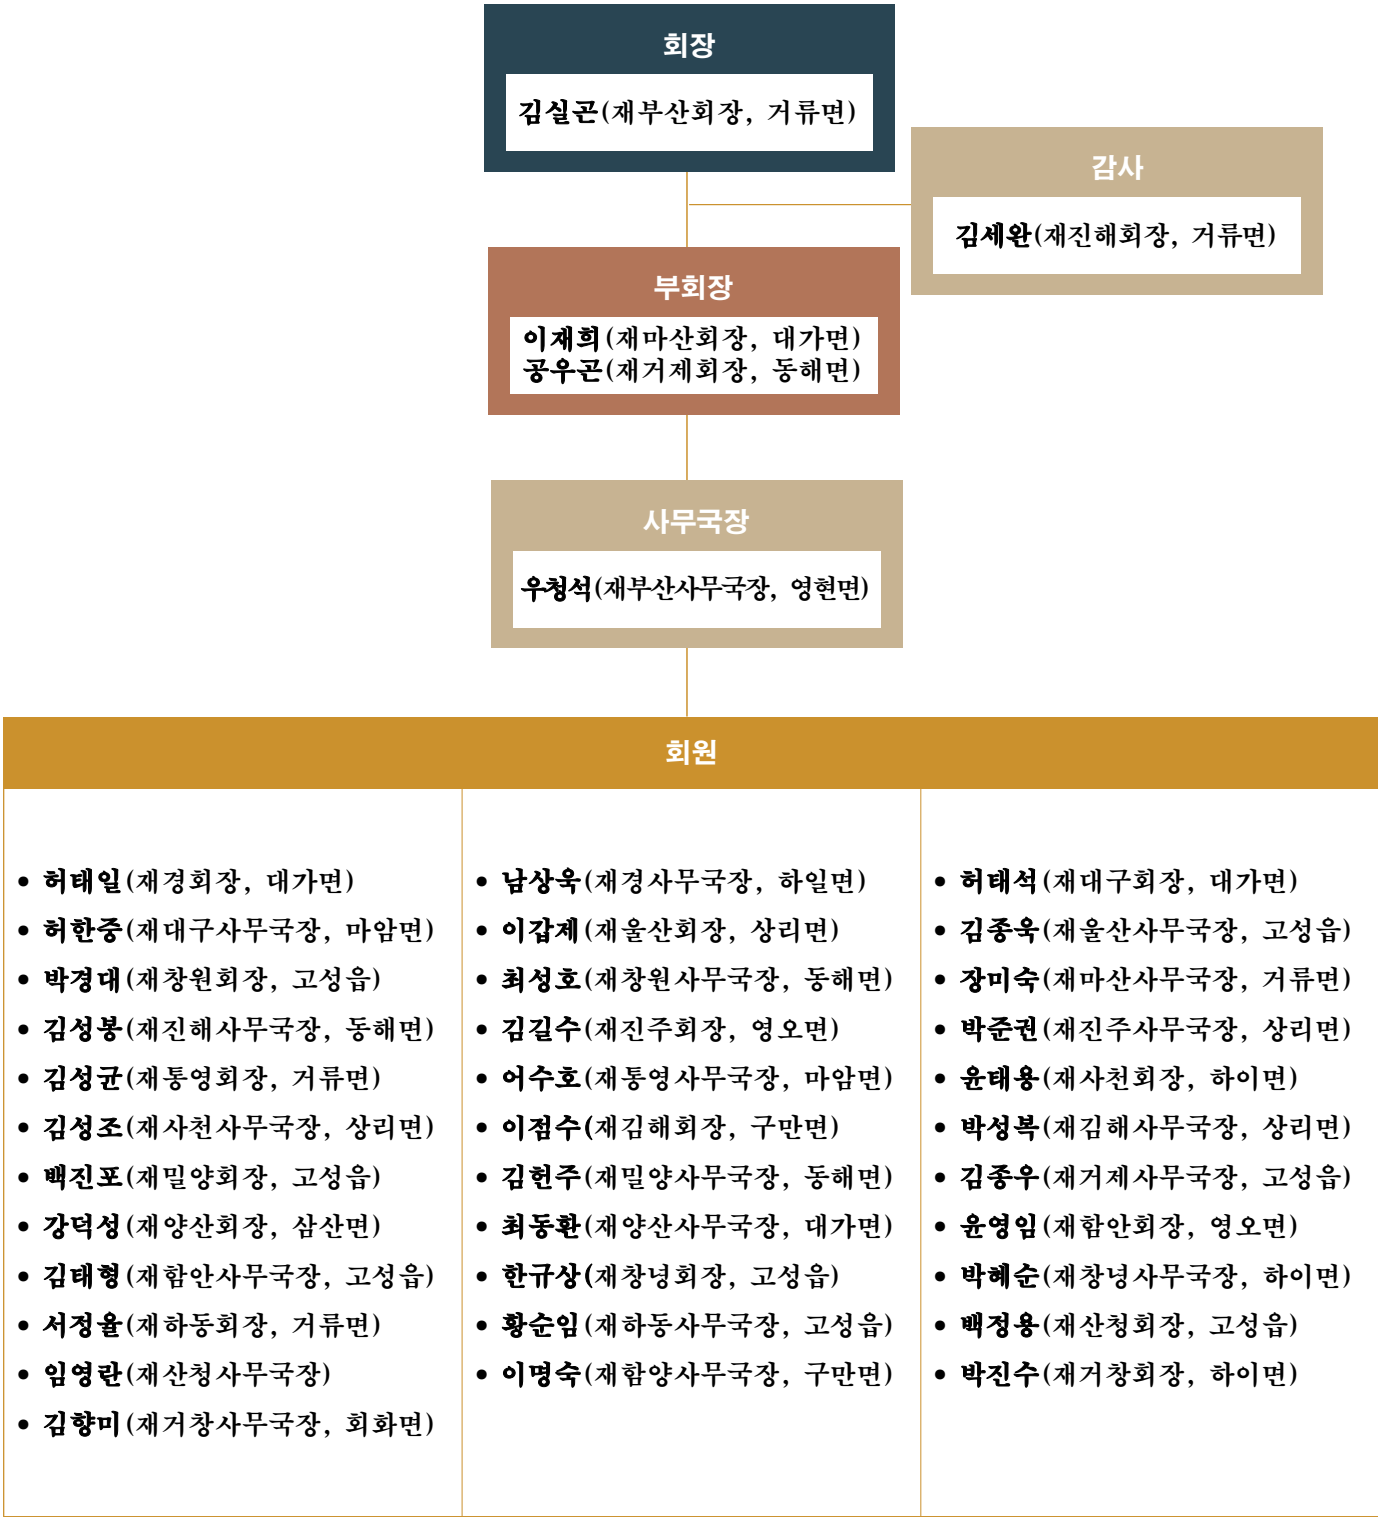 회장
김실곤(재부산회장, 거류면)
감사
김세완(재진해회장, 거류면)
부회장
이재희(재마산회장, 대가면)
공우곤(재거제회장, 동해면)
사무국장
우청석(재부산사무국장, 영현면)
회원
• 허태일(재경회장, 대가면)
• 허한중(재대구사무국장, 마암면)
• 박경대(재창원회장, 고성읍)
• 김성봉(재진해사무국장, 동해면)
• 김성균(재통영회장, 거류면)
• 김성조(재사천사무국장, 상리면)
• 백진포(재밀양회장, 고성읍)
• 강덕성(재양산회장, 삼산면)
• 김태형(재함안사무국장, 고성읍)
• 서정율(재하동회장, 거류면)
• 임영란(재산청사무국장)
• 김향미(재거창사무국장, 회화면)
• 남상욱(재경사무국장, 하일면)
• 이갑제(재울산회장, 상리면)
• 최성호(재창원사무국장, 동해면)
• 김길수(재진주회장, 영오면)
• 어수호(재통영사무국장, 마암면)
• 이점수(재김해회장, 구만면)
• 김헌주(재밀양사무국장, 동해면)
• 최동환(재양산사무국장, 대가면)
• 한규상(재창녕회장, 고성읍)
• 황순임(재하동사무국장, 고성읍)
• 이명숙(재함양사무국장, 구만면)
• 허태석(재대구회장, 대가면)
• 김종욱(재울산사무국장, 고성읍)
• 장미숙(재마산사무국장, 거류면)
• 박준권(재진주사무국장, 상리면)
• 윤태용(재사천회장, 하이면)
• 박성복(재김해사무국장, 상리면)
• 김종우(재거제사무국장, 고성읍)
• 윤영임(재함안회장, 영오면)
• 박혜순(재창녕사무국장, 하이면)
• 백정용(재산청회장, 고성읍)
• 박진수(재거창회장, 하이면)